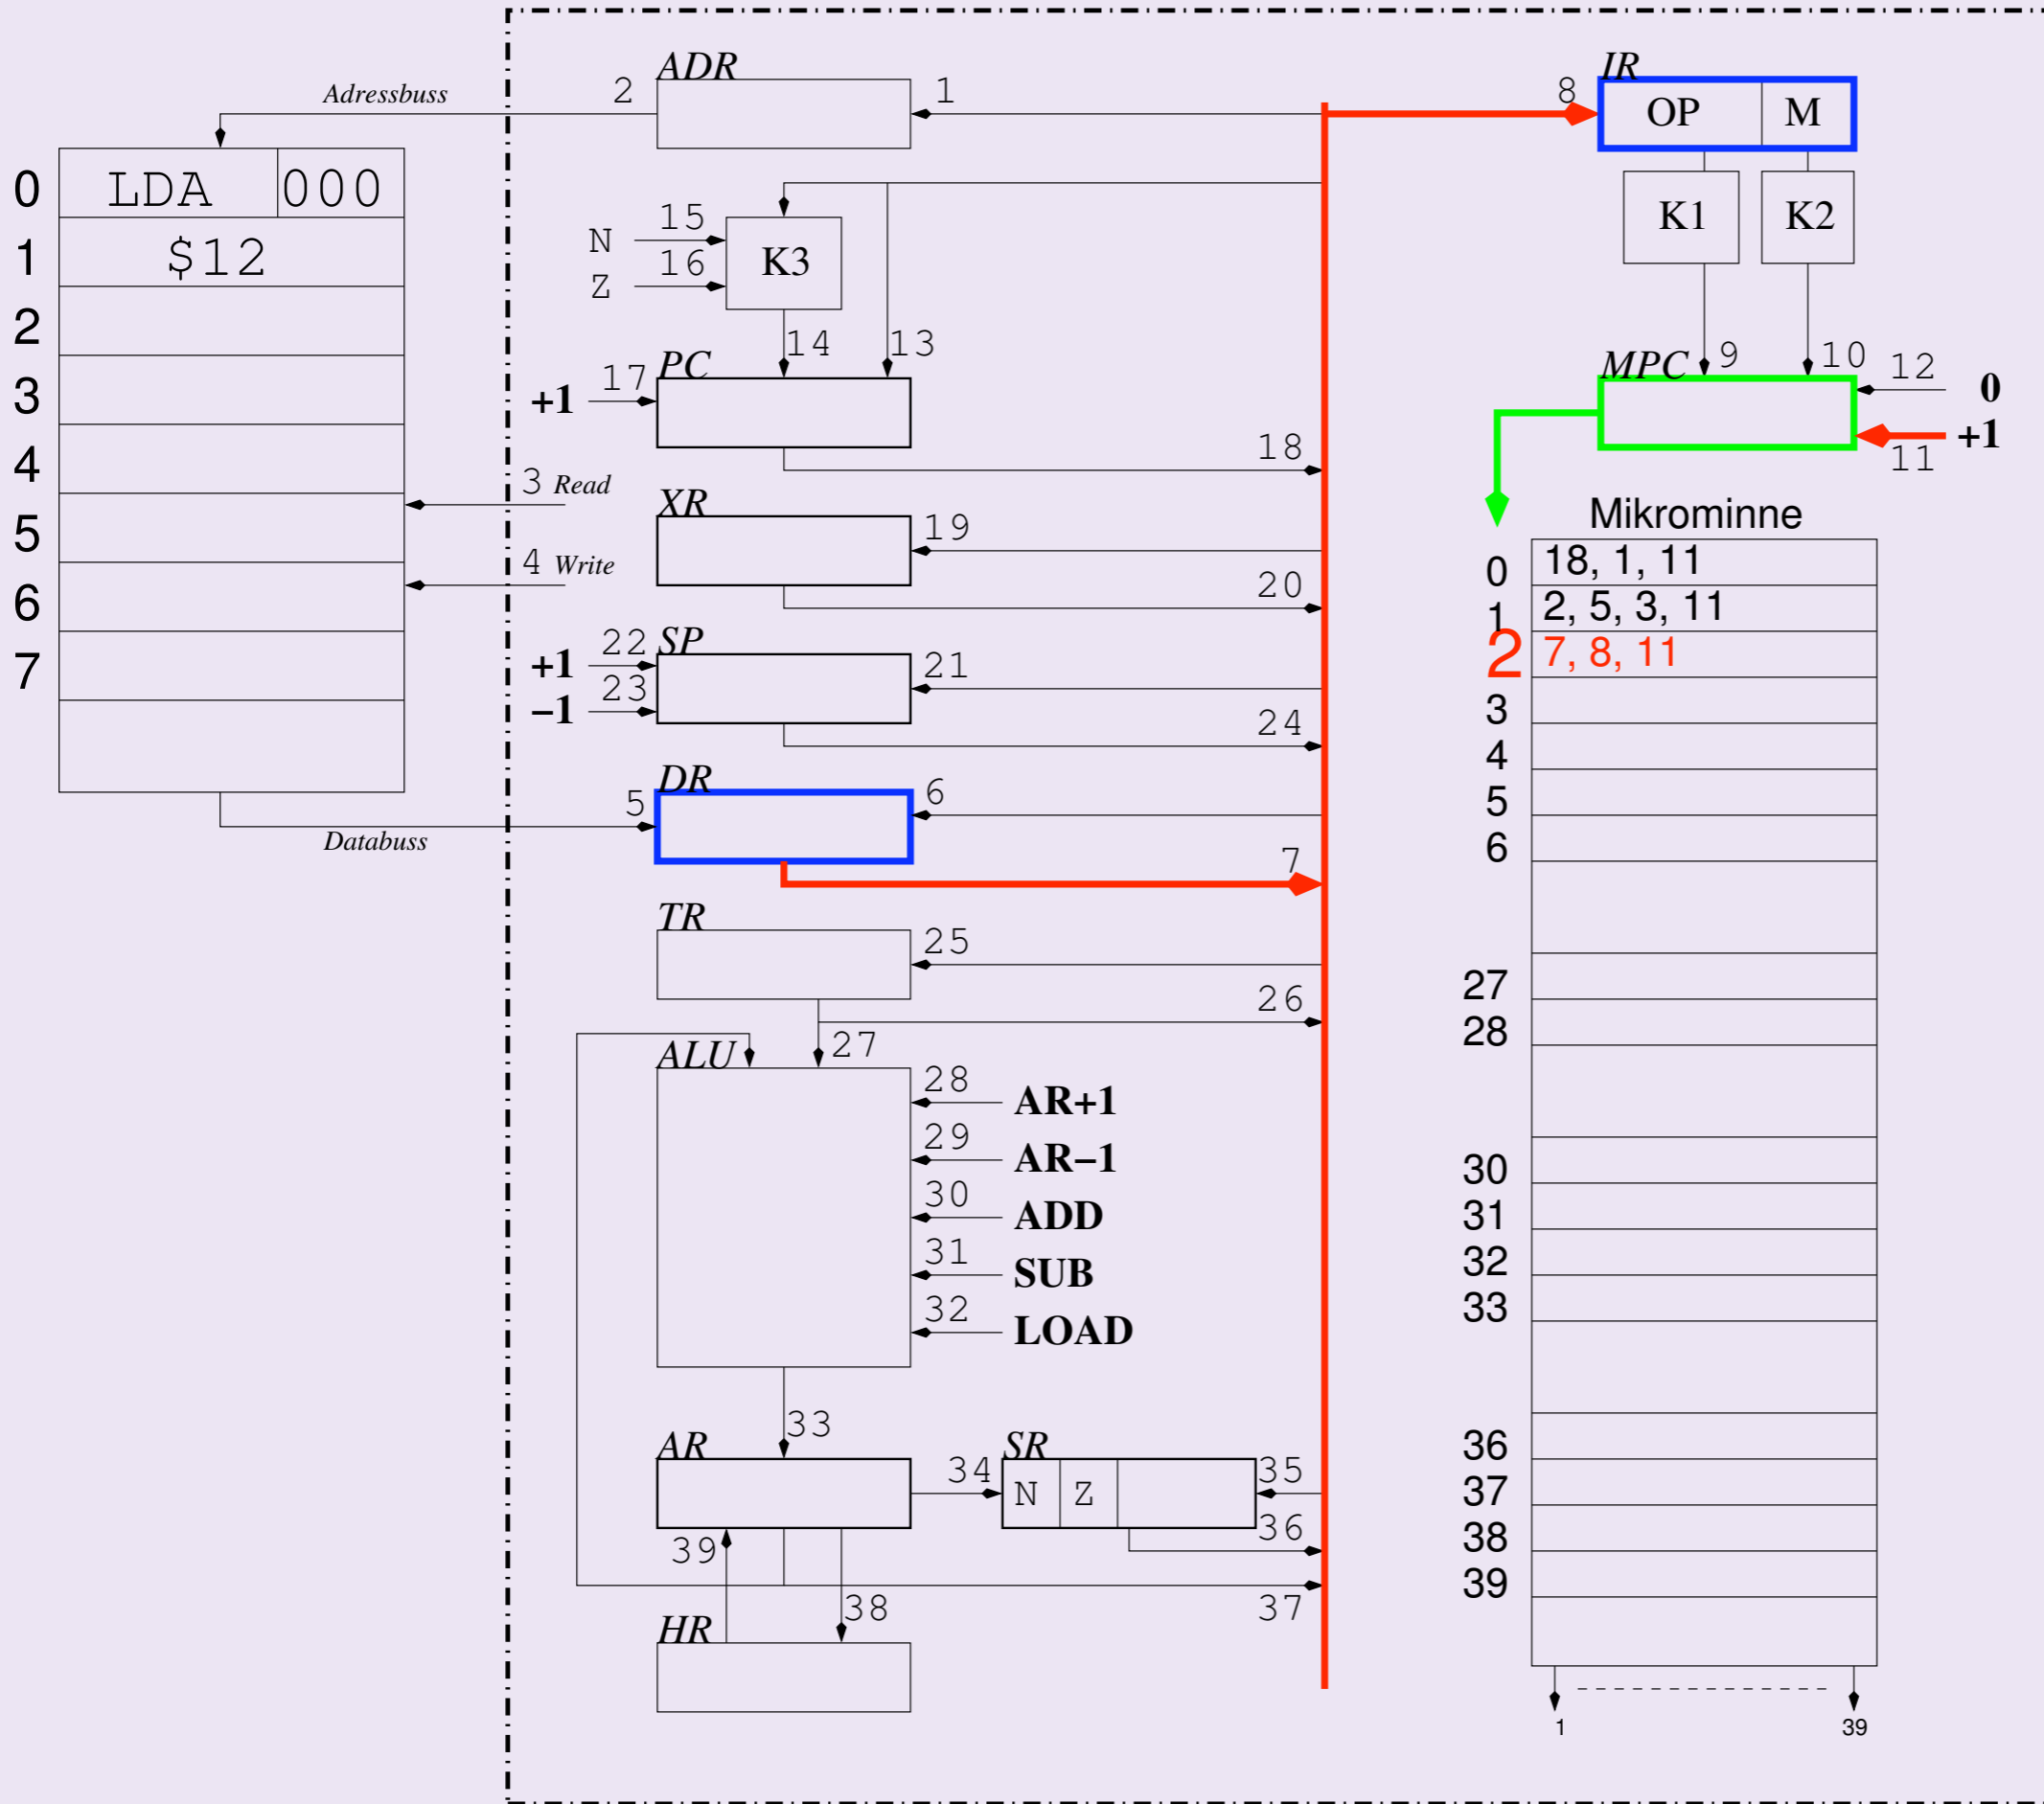 ADR
IR
Adressbuss
2
1
8
OP
M
0
LDA
000
1
$12
2
3
4
5
6
7
N
15
Z
16
K3
K1
K2
14
13
PC
+1
17
18
MPC
9
10
12
0
+1
11
3 Read
4 Write
XR
19
20
SP
+1
22
−1
23
21
24
DR
5
6
7
Databuss
TR
25
26
27
ALU
28
AR+1
29
AR−1
30
ADD
31
SUB
32
LOAD
33
AR
34
SR
N
Z
35
36
37
39
38
HR
Mikrominne
0
18, 1, 11
1
2, 5, 3, 11
2
7, 8, 11
3
4
5
6
27
28
30
31
32
33
36
37
38
39
1
39